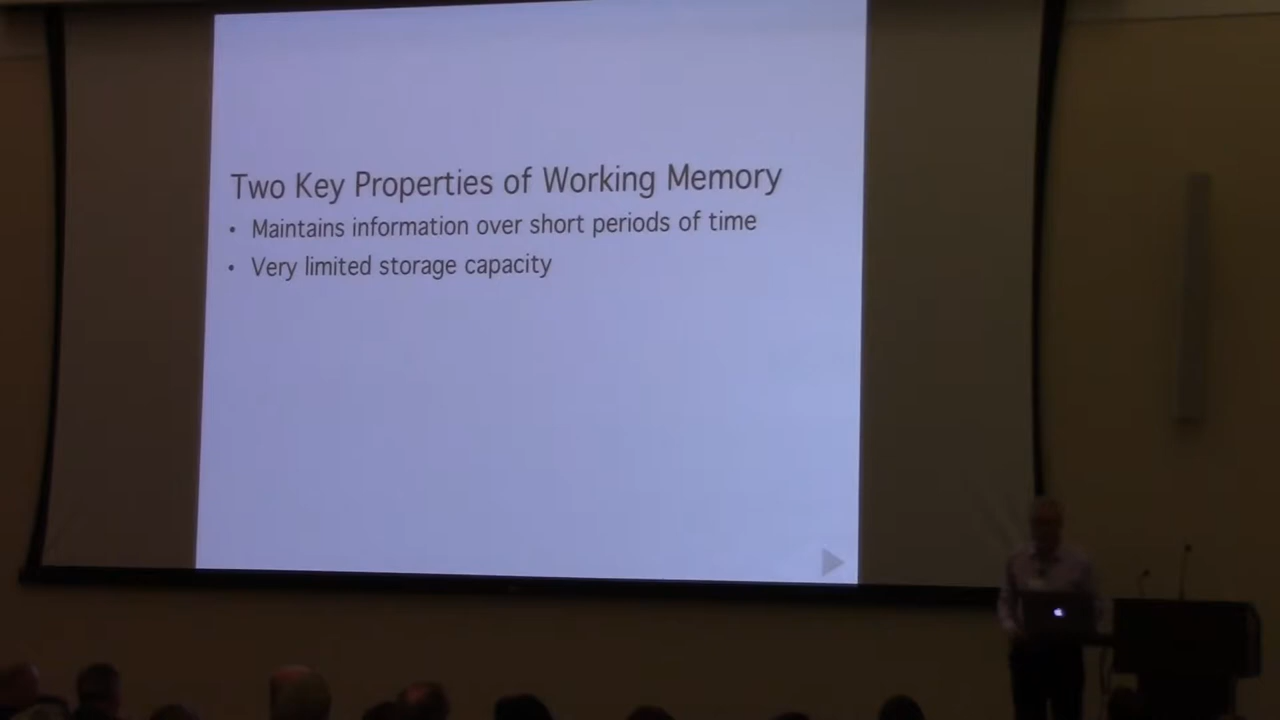 Two Key Properties of Working Memory
• Maintains information over short periods of time
• Very limited storage capacity